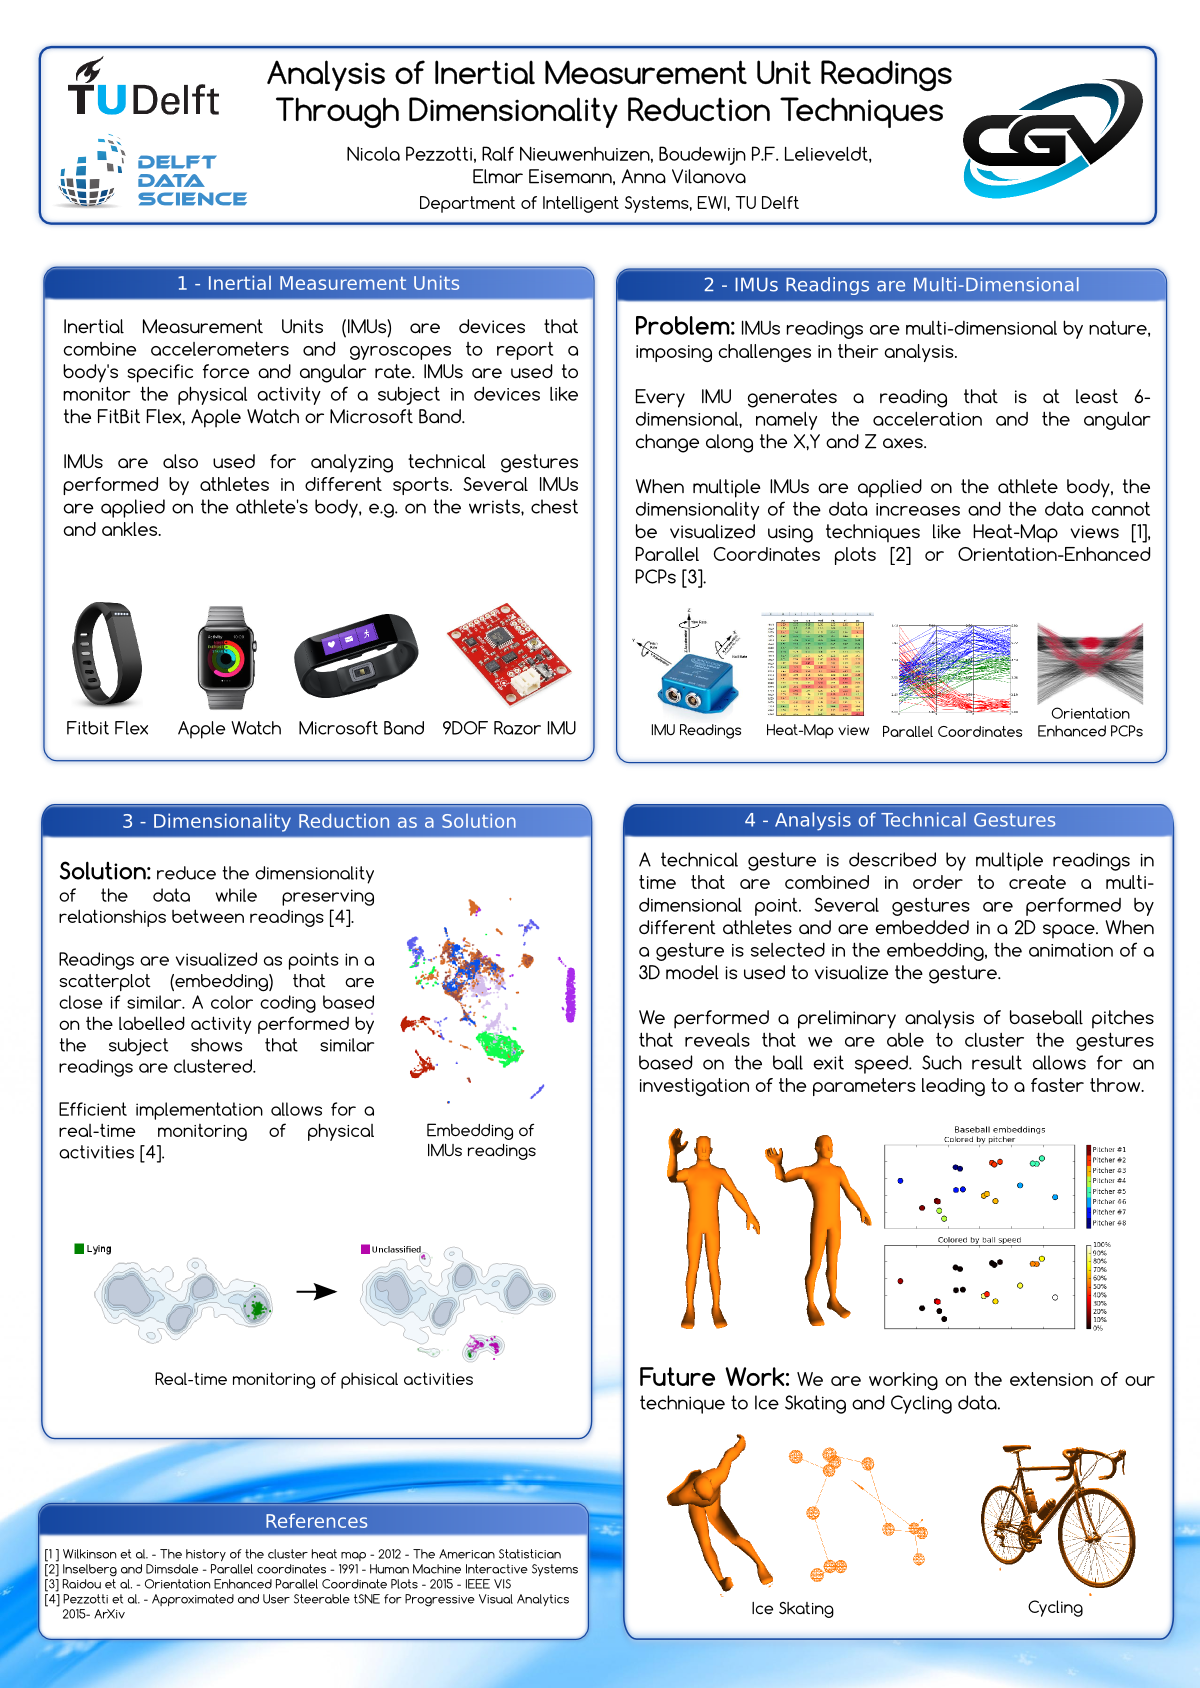 TUDelft
DELFT
DATA
SCIENCE
Analysis of Inertial Measurement Unit Readings
Through Dimensionality Reduction Techniques
Nicola Pezzotti, Ralf Nieuwenhuizen, Boudewijn P.F. Lelieveldt,
Elmar Eisemann, Anna Vilanova
Department of Intelligent Systems, EWI, TU Delft
CGV
1 - Inertial Measurement Units
Inertial Measurement Units (IMUs) are devices that
combine accelerometers and gyroscopes to report a
body's specific force and angular rate. IMUs are used to
monitor the physical activity of a subject in devices like
the FitBit Flex, Apple Watch or Microsoft Band.
IMUs are also used for analyzing technical gestures
performed by athletes in different sports. Several IMUs
are applied on the athlete's body, e.g. on the wrists, chest
and ankles.
Fitbit Flex
Apple Watch
Microsoft Band
9DOF Razor IMU
2 - IMUs Readings are Multi-Dimensional
Problem: IMUs readings are multi-dimensional by nature,
imposing challenges in their analysis.
Every IMU generates a reading that is at least 6-
dimensional, namely the acceleration and the angular
change along the X,Y and Z axes.
When multiple IMUs are applied on the athlete body, the
dimensionality of the data increases and the data cannot
be visualized using techniques like Heat-Map views [1],
Parallel Coordinates plots [2] or Orientation-Enhanced
PCPs [3].
IMU Readings
Heat-Map view
Parallel Coordinates
Orientation
Enhanced PCPs
3 - Dimensionality Reduction as a Solution
Solution: reduce the dimensionality
of the data while preserving
relationships between readings [4].
Readings are visualized as points in a
scatterplot (embedding) that are
close if similar. A color coding based
on the labelled activity performed by
the subject shows that similar
readings are clustered.
Efficient implementation allows for a
real-time monitoring of physical
activities [4].
Embedding of
IMUs readings
Lying
Unclassified
Real-time monitoring of phisical activities
4 - Analysis of Technical Gestures
A technical gesture is described by multiple readings in
time that are combined in order to create a multi-
dimensional point. Several gestures are performed by
different athletes and are embedded in a 2D space. When
a gesture is selected in the embedding, the animation of a
3D model is used to visualize the gesture.
We performed a preliminary analysis of baseball pitches
that reveals that we are able to cluster the gestures
based on the ball exit speed. Such result allows for an
investigation of the parameters leading to a faster throw.
Baseball embeddings
Colored by pitcher
Pitcher #1
Pitcher #2
Pitcher #3
Pitcher #4
Pitcher #5
Pitcher #6
Pitcher #7
Pitcher #8
Colored by ball speed
100%
90%
80%
70%
60%
50%
40%
30%
20%
10%
0%
Future Work: We are working on the extension of our
technique to Ice Skating and Cycling data.
Ice Skating
Cycling
References
[1] Wilkinson et al. - The history of the cluster heat map - 2012 - The American Statistician
[2] Inselberg and Dimsdale - Parallel coordinates - 1991 - Human Machine Interactive Systems
[3] Raidou et al. - Orientation Enhanced Parallel Coordinate Plots - 2015 - IEEE VIS
[4] Pezzotti et al. - Approximated and User Steerable tSNE for Progressive Visual Analytics
2015- ArXiv